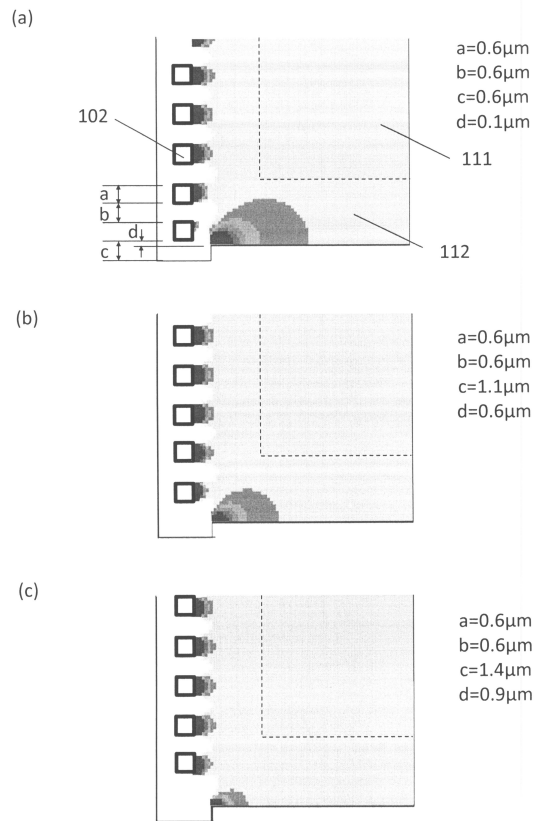 (a)
a=0.6μm
b=0.6μm
c=0.6μm
d=0.1μm
102
111
a
b
d
c
112
(b)
a=0.6μm
b=0.6μm
c=1.1μm
d=0.6μm
(c)
a=0.6μm
b=0.6μm
c=1.4μm
d=0.9μm